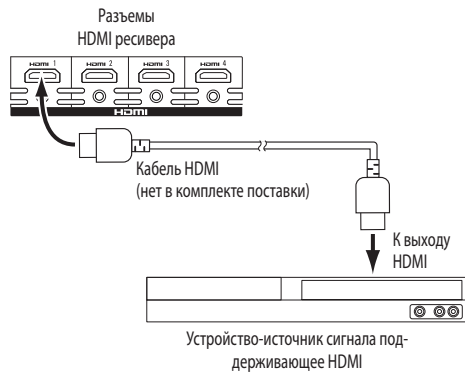 Разъемы
HDMI ресивера
HDMI 1 HDMI 2 HDMI 3 HDMI 4
HDMI
Кабель HDMI
(нет в комплекте поставки)
К выходу
HDMI
Устройство-источник сигнала под-
держивающее HDMI